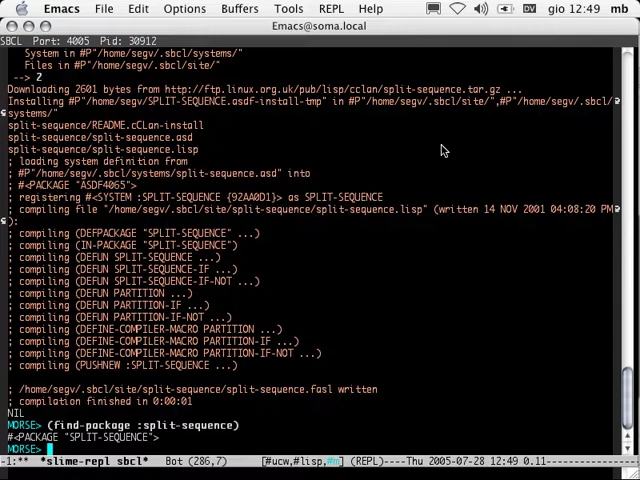 Emacs File Edit Options Buffers Tools REPL Help DV gio 12:49 mb
Emacs@soma.local
SBCL Port: 4005 Pid: 30912
System in #P"/home/segv/.sbcl/systems/"
Files in #P"/home/segv/.sbcl/site/"
--> 2
Downloading 2601 bytes from http://ftp.linux.org.uk/pub/lisp/cclan/split-sequence.tar.gz ...
Installing #P"/home/segv/SPLIT-SEQUENCE.asdf-install-tmp" in #P"/home/segv/.sbcl/site/",#P"/home/segv/.sbcl/
systems/"
split-sequence/README.cCLan-install
split-sequence/split-sequence.asd
split-sequence/split-sequence.lisp
; loading system definition from
; #P"/home/segv/.sbcl/systems/split-sequence.asd" into
; #<PACKAGE "ASDF4065">
; registering #<SYSTEM :SPLIT-SEQUENCE {92AA0D1}> as SPLIT-SEQUENCE
; compiling file "/home/segv/.sbcl/site/split-sequence/split-sequence.lisp" (written 14 NOV 2001 04:08:20 PM
):
; compiling (DEFPACKAGE "SPLIT-SEQUENCE" ...)
; compiling (IN-PACKAGE "SPLIT-SEQUENCE")
; compiling (DEFUN SPLIT-SEQUENCE ...)
; compiling (DEFUN SPLIT-SEQUENCE-IF ...)
; compiling (DEFUN SPLIT-SEQUENCE-IF-NOT ...)
; compiling (DEFUN PARTITION ...)
; compiling (DEFUN PARTITION-IF ...)
; compiling (DEFUN PARTITION-IF-NOT ...)
; compiling (DEFINE-COMPILER-MACRO PARTITION ...)
; compiling (DEFINE-COMPILER-MACRO PARTITION-IF ...)
; compiling (DEFINE-COMPILER-MACRO PARTITION-IF-NOT ...)
; compiling (PUSHNEW :SPLIT-SEQUENCE ...)
; /home/segv/.sbcl/site/split-sequence/split-sequence.fasl written
; compilation finished in 0:00:01
NIL
MORSE> (find-package :split-sequence)
#<PACKAGE "SPLIT-SEQUENCE">
MORSE>
-1:** *slime-repl sbcl* Bot (286,7) [#ucw,#lisp,#m] (REPL)----Thu 2005-07-28 12:49 0.11---